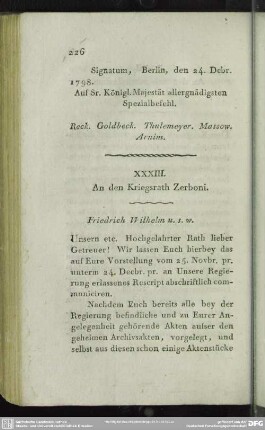 226
Signatum, Berlin, den 24. Debr.
1798.
Auf Sr. Königl. Majestät allergnädigsten
Spezialbefehl.
Reck. Goldbeck. Thulemeyer. Massow.
Arnim.
XXXIII.
An den Kriegsrath Zerboni.
Friedrich Wilhelm u. s. w.
Unsern etc. Hochgelahrter Rath lieber
Getreuer! Wir lassen Euch hierbey das
auf Eure Vorstellung vom 25. Novbr. pr.
unterm 24. Decbr. pr. an Unsere Regie-
rung erlassenes Rescript abschriftlich com-
municiren.
Nachdem Euch bereits alle bey der
Regierung befindliche und zu Eurer An-
gelegenheit gehörende Akten ausser den
geheimen Archivsakten, vorgelegt, und
selbst aus diesen schon einige Aktenstücke